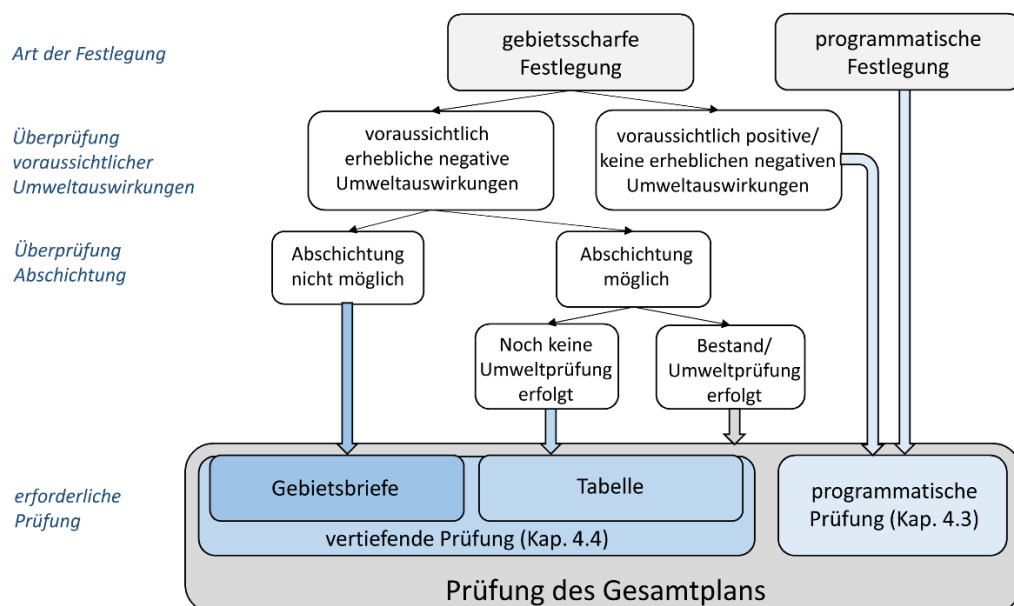 Art der Festlegung
gebietsscharfe
Festlegung
programmatische
Festlegung
Überprüfung
voraussichtlicher
Umweltauswirkungen
voraussichtlich
erhebliche negative
Umweltauswirkungen
voraussichtlich positive/
keine erheblichen negativen
Umweltauswirkungen
Überprüfung
Abschichtung
Abschichtung
nicht möglich
Abschichtung
möglich
Noch keine
Umweltprüfung
erfolgt
Bestand/
Umweltprüfung
erfolgt
erforderliche
Prüfung
Gebietsbriefe
Tabelle
vertiefende Prüfung (Kap. 4.4)
programmatische
Prüfung (Kap. 4.3)
Prüfung des Gesamtplans